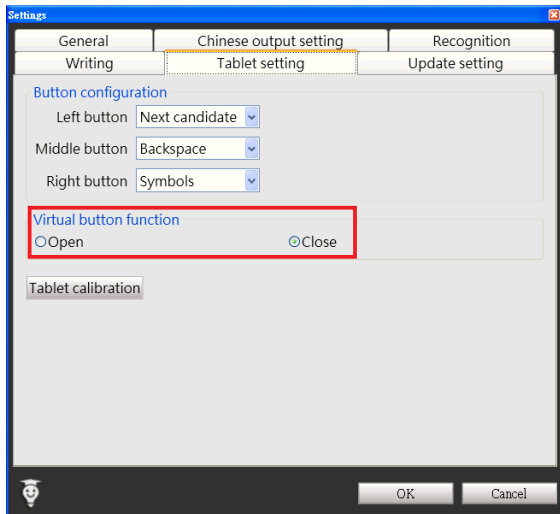 Settings
General Chinese output setting Recognition
Writing Tablet setting Update setting
Button configuration
Left button Next candidate
Middle button Backspace
Right button Symbols
Virtual button function
Open Close
Tablet calibration
OK Cancel